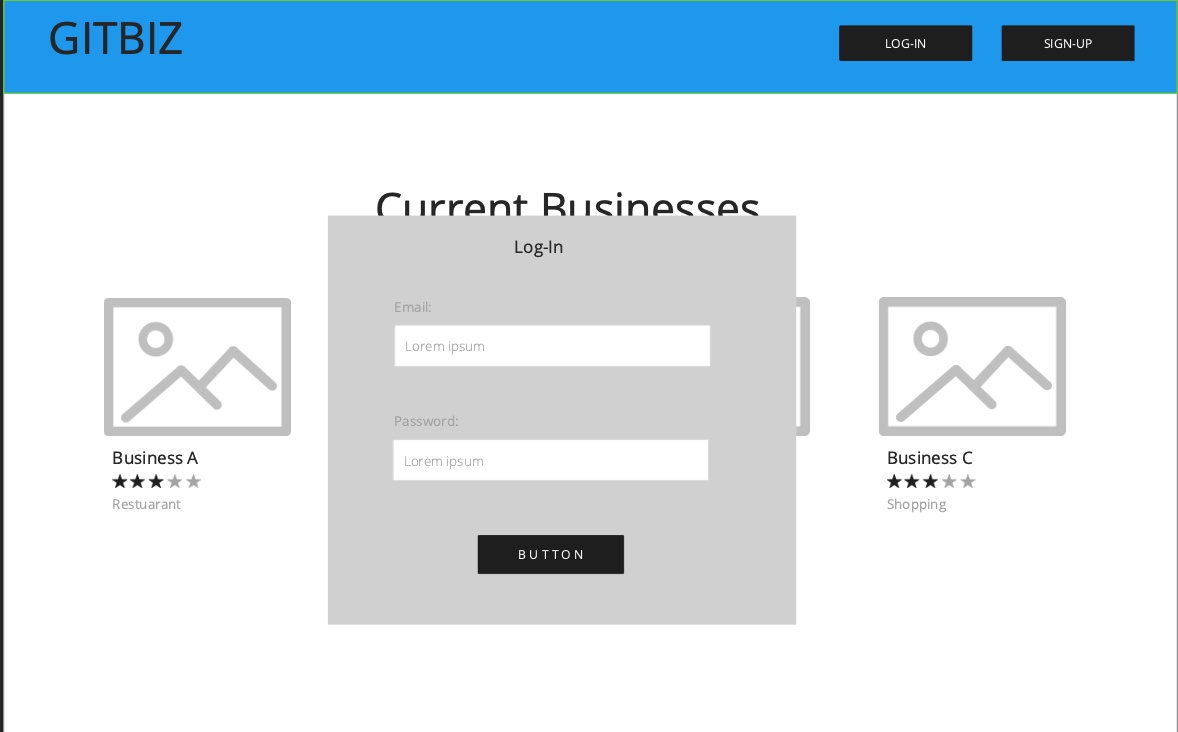 GITBIZ
LOG-IN
SIGN-UP
Current Businesses
Log-In
Email:
Lorem ipsum
Password:
Lorem ipsum
BUTTON
Business A
Restuarant
Business C
Shopping